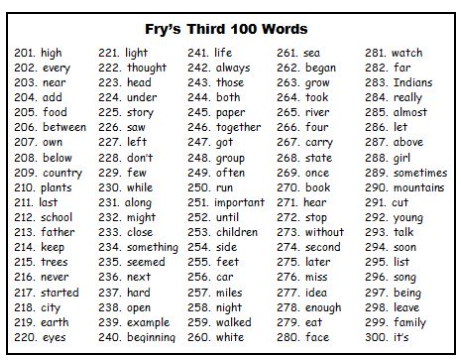 Fry's Third 100 Words
201. high 221. light 241. life 261. sea 281. watch
202. every 222. thought 242. always 262. began 282. far
203. near 223. head 243. those 263. grow 283. Indians
204. add 224. under 244. both 264. took 284. really
205. food 225. story 245. paper 265. river 285. almost
206. between 226. saw 246. together 266. four 286. let
207. own 227. left 247. got 267. carry 287. above
208. below 228. don't 248. group 268. state 288. girl
209. country 229. few 249. often 269. once 289. sometimes
210. plants 230. while 250. run 270. book 290. mountains
211. last 231. along 251. important 271. hear 291. cut
212. school 232. might 252. until 272. stop 292. young
213. father 233. close 253. children 273. without 293. talk
214. keep 234. something 254. side 274. second 294. soon
215. trees 235. seemed 255. feet 275. later 295. list
216. never 236. next 256. car 276. miss 296. song
217. started 237. hard 257. miles 277. idea 297. being
218. city 238. open 258. night 278. enough 298. leave
219. earth 239. example 259. walked 279. eat 299. family
220. eyes 240. beginning 260. white 280. face 300. it's